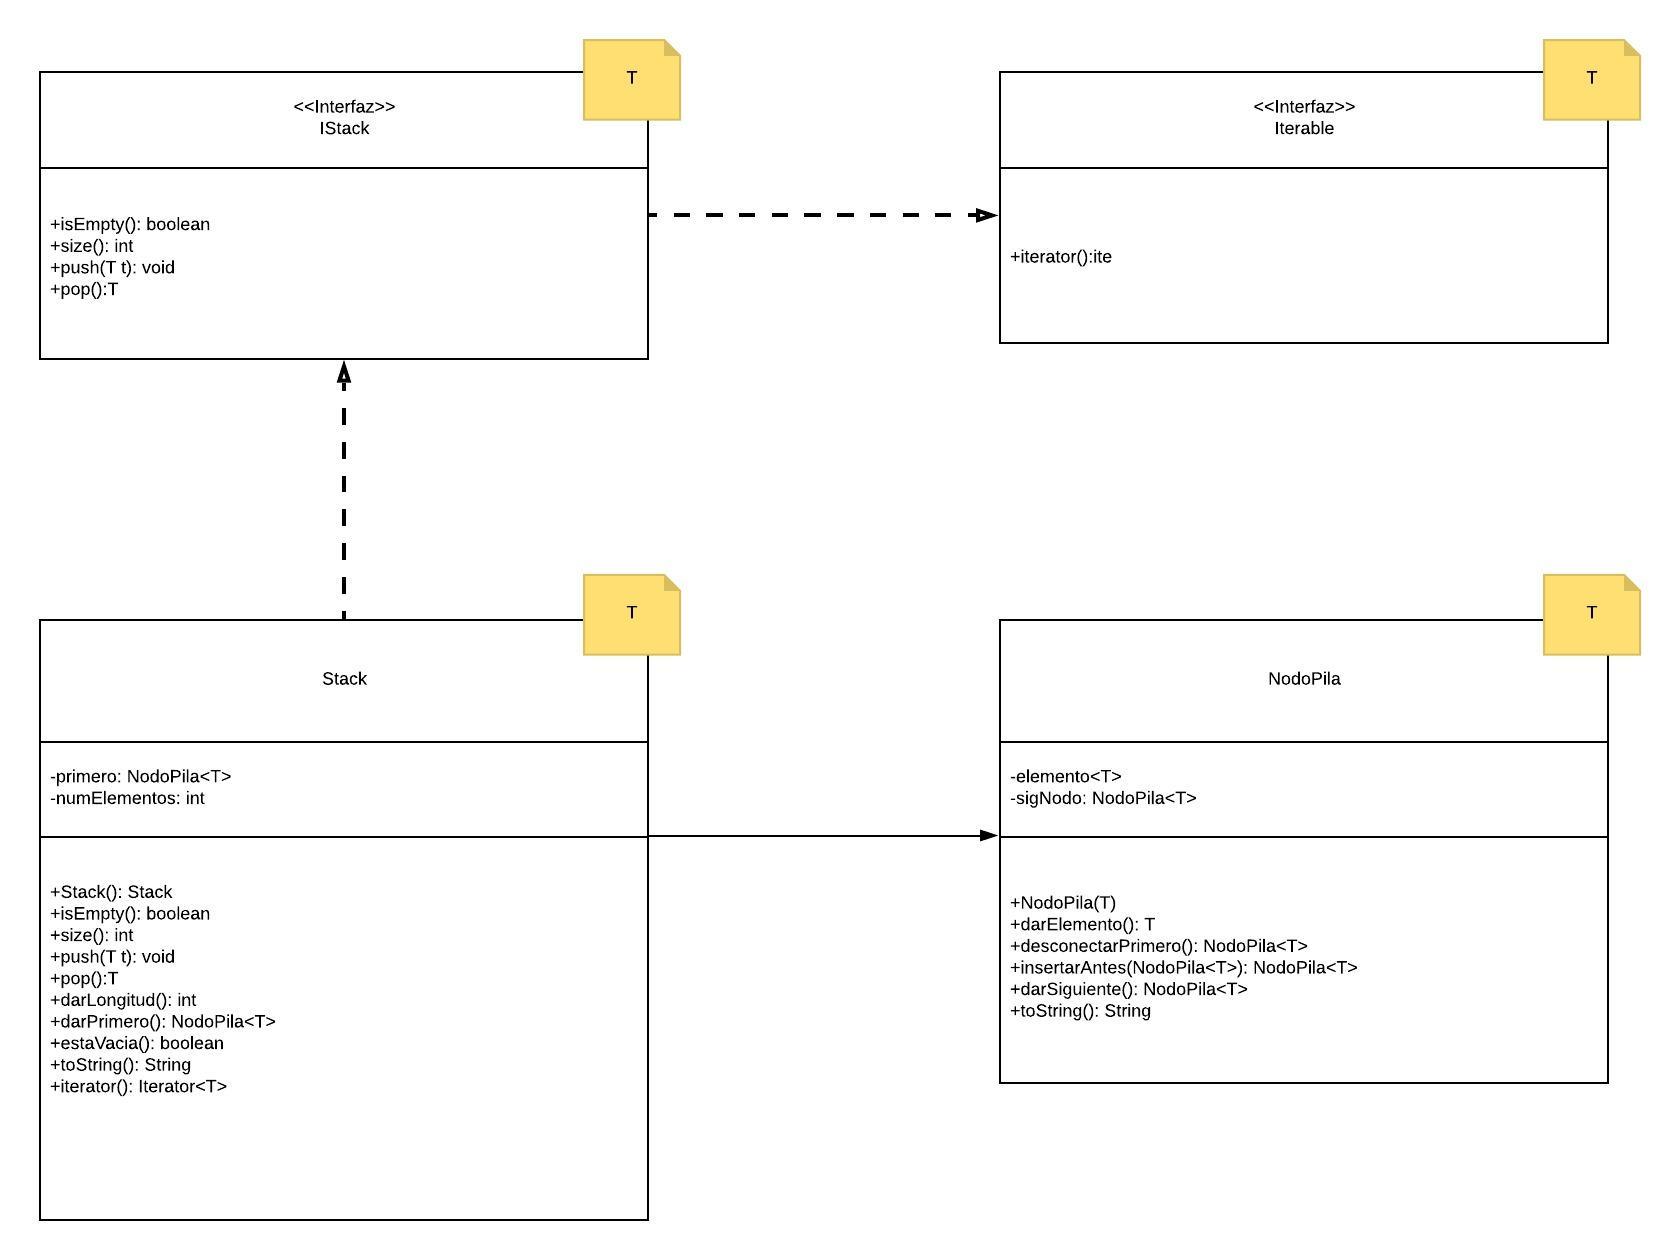 T
<<Interfaz>>
IStack
+isEmpty(): boolean
+size(): int
+push(T t): void
+pop():T
T
<<Interfaz>>
Iterable
+iterator():ite
T
Stack
-primero: NodoPila<T>
-numElementos: int
+Stack(): Stack
+isEmpty(): boolean
+size(): int
+push(T t): void
+pop():T
+darLongitud(): int
+darPrimero(): NodoPila<T>
+estaVacia(): boolean
+toString(): String
+iterator(): Iterator<T>
T
NodoPila
-elemento<T>
-sigNodo: NodoPila<T>
+NodoPila(T)
+darElemento(): T
+desconectarPrimero(): NodoPila<T>
+insertarAntes(NodoPila<T>): NodoPila<T>
+darSiguiente(): NodoPila<T>
+toString(): String